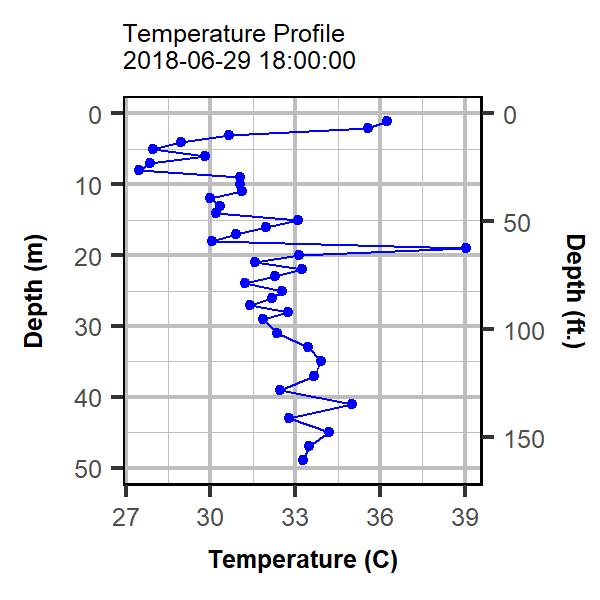 Temperature Profile
2018-06-29 18:00:00
0
10
20
30
40
50
Depth (m)
0
50
100
150
Depth (ft.)
27 30 33 36 39
Temperature (C)